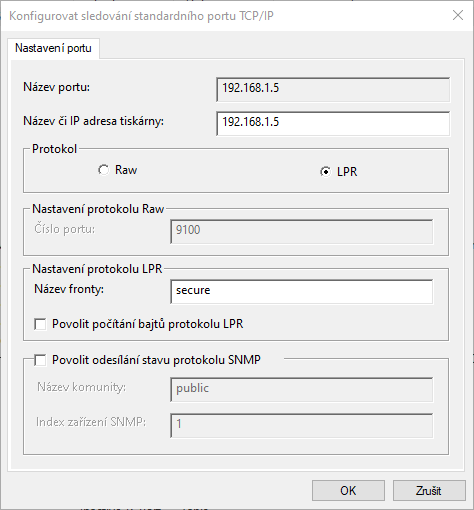 Konfigurovat sledování standardního portu TCP/IP
Nastavení portu
Název portu: 192.168.1.5
Název či IP adresa tiskárny: 192.168.1.5
Protokol
Raw LPR
Nastavení protokolu Raw
Číslo portu: 9100
Nastavení protokolu LPR
Název fronty: secure
Povolit počítání bajtů protokolu LPR
Povolit odesílání stavu protokolu SNMP
Název komunity: public
Index zařízení SNMP: 1
OK Zrušit